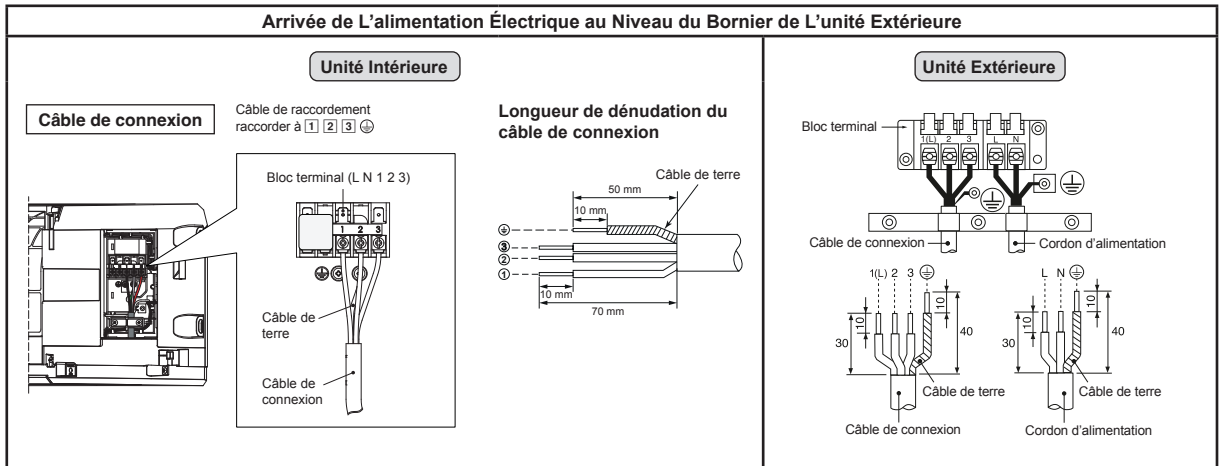 Arrivée de L'alimentation Électrique au Niveau du Bornier de L'unité Extérieure
Unité Intérieure
Câble de connexion
Câble de raccordement
raccorder à 1 2 3 ⏚
Bloc terminal (L N 1 2 3)
1 2 3
⏚
Câble de
terre
Câble de
connexion
Longueur de dénudation du
câble de connexion
Câble de terre
50 mm
10 mm
⏚
③
②
①
10 mm
70 mm
Unité Extérieure
Bloc terminal
1(L) 2 3 L N
⏚ ⏚
Câble de connexion
Cordon d'alimentation
1(L) 2 3 ⏚
10
10
30
40
Câble de terre
Câble de connexion
L N ⏚
10
10
30
40
Câble de terre
Cordon d'alimentation